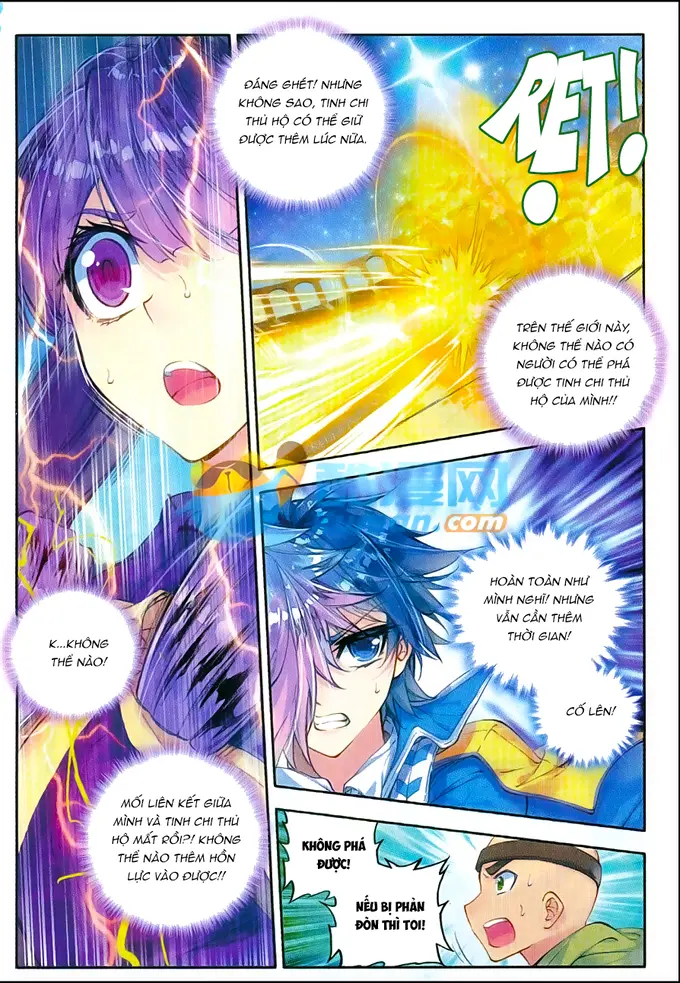 ĐÁNG GHÉT! NHƯNG
KHÔNG SAO, TINH CHI
THỦ HỘ CÓ THỂ GIỮ
ĐƯỢC THÊM LÚC NỮA.
RẸT!
TRÊN THẾ GIỚI NÀY,
KHÔNG THỂ NÀO CÓ
NGƯỜI CÓ THỂ PHÁ
ĐƯỢC TINH CHI THỦ
HỘ CỦA MÌNH!!
漫网
.com
HOÀN TOÀN NHƯ
MÌNH NGHĨ! NHƯNG
VẪN CẦN THÊM
THỜI GIAN!
CỐ LÊN!
K...KHÔNG
THỂ NÀO!
MỐI LIÊN KẾT GIỮA
MÌNH VÀ TINH CHI THỦ
HỘ MẤT RỒI?! KHÔNG
THỂ NÀO THÊM HỒN
LỰC VÀO ĐƯỢC!!
KHÔNG PHÁ
ĐƯỢC!
NẾU BỊ PHẢN
ĐÒN THÌ TOI!